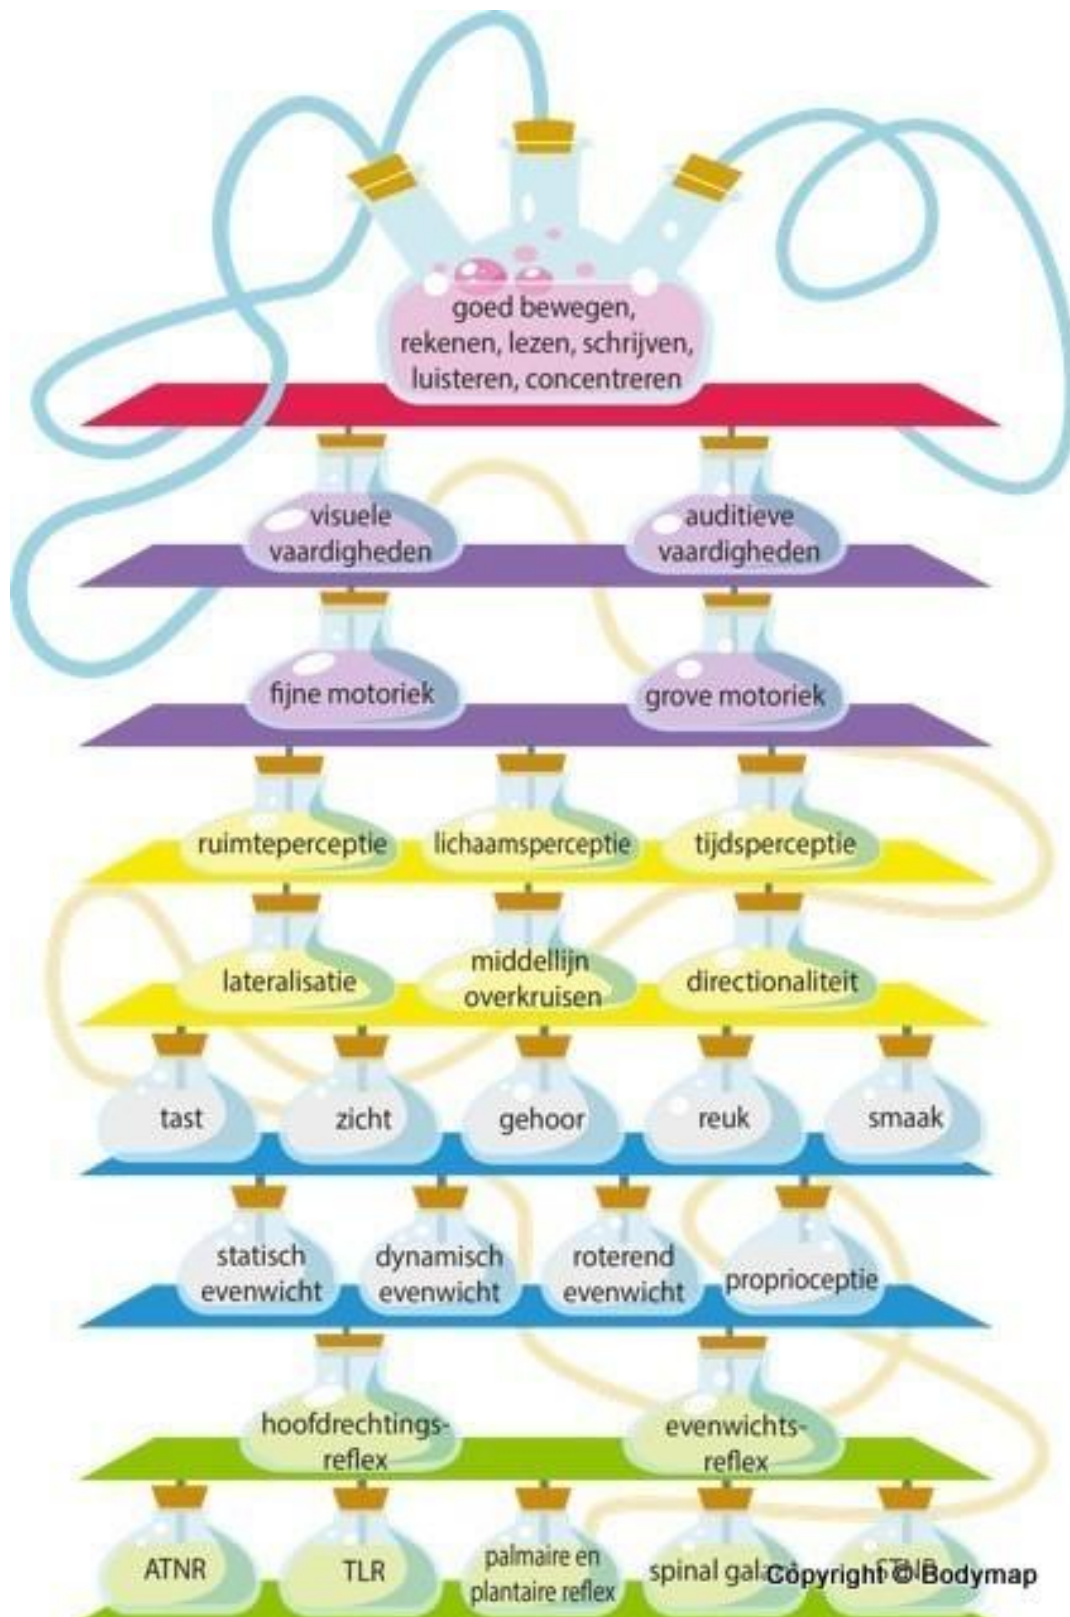 goed bewegen,
rekenen, lezen, schrijven,
luisteren, concentreren
visuele
vaardigheden
auditieve
vaardigheden
fijne motoriek
grove motoriek
ruimteperceptie
lichaamsperceptie
tijdsperceptie
lateralisatie
middellijn
overkruisen
directionaliteit
tast
zicht
gehoor
reuk
smaak
statisch
evenwicht
dynamisch
evenwicht
roterend
evenwicht
proprioceptie
hoofdrechtings-
reflex
evenwichts-
reflex
ATNR
TLR
palmaire en
plantaire reflex
spinal
STNR
Copyright © Bodymap